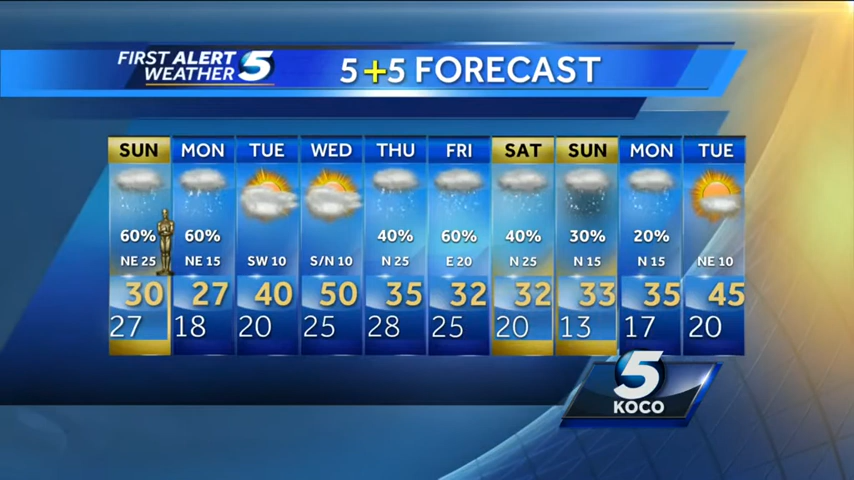 FIRST ALERT
WEATHER 5
5+5 FORECAST
SUN MON TUE WED THU FRI SAT SUN MON TUE
60% 60% 40% 60% 40% 30% 20%
NE 25 NE 15 SW 10 S/N 10 N 25 E 20 N 25 N 15 N 15 NE 10
30 27 40 50 35 32 32 33 35 45
27 18 20 25 28 25 20 13 17 20
5
KOCO